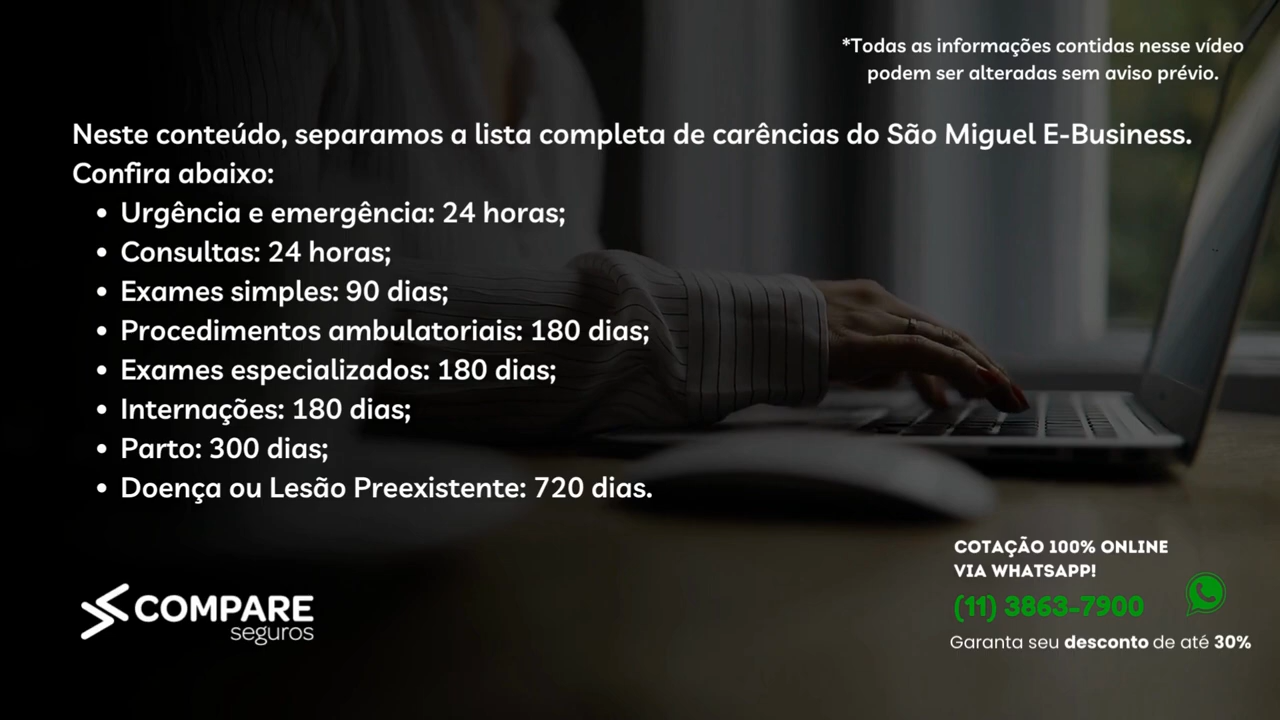 *Todas as informações contidas nesse vídeo
podem ser alteradas sem aviso prévio.
Neste conteúdo, separamos a lista completa de carências do São Miguel E-Business.
Confira abaixo:
• Urgência e emergência: 24 horas;
• Consultas: 24 horas;
• Exames simples: 90 dias;
• Procedimentos ambulatoriais: 180 dias;
• Exames especializados: 180 dias;
• Internações: 180 dias;
• Parto: 300 dias;
• Doença ou Lesão Preexistente: 720 dias.
COMPARE
seguros
COTAÇÃO 100% ONLINE
VIA WHATSAPP!
(11) 3863-7900
Garanta seu desconto de até 30%